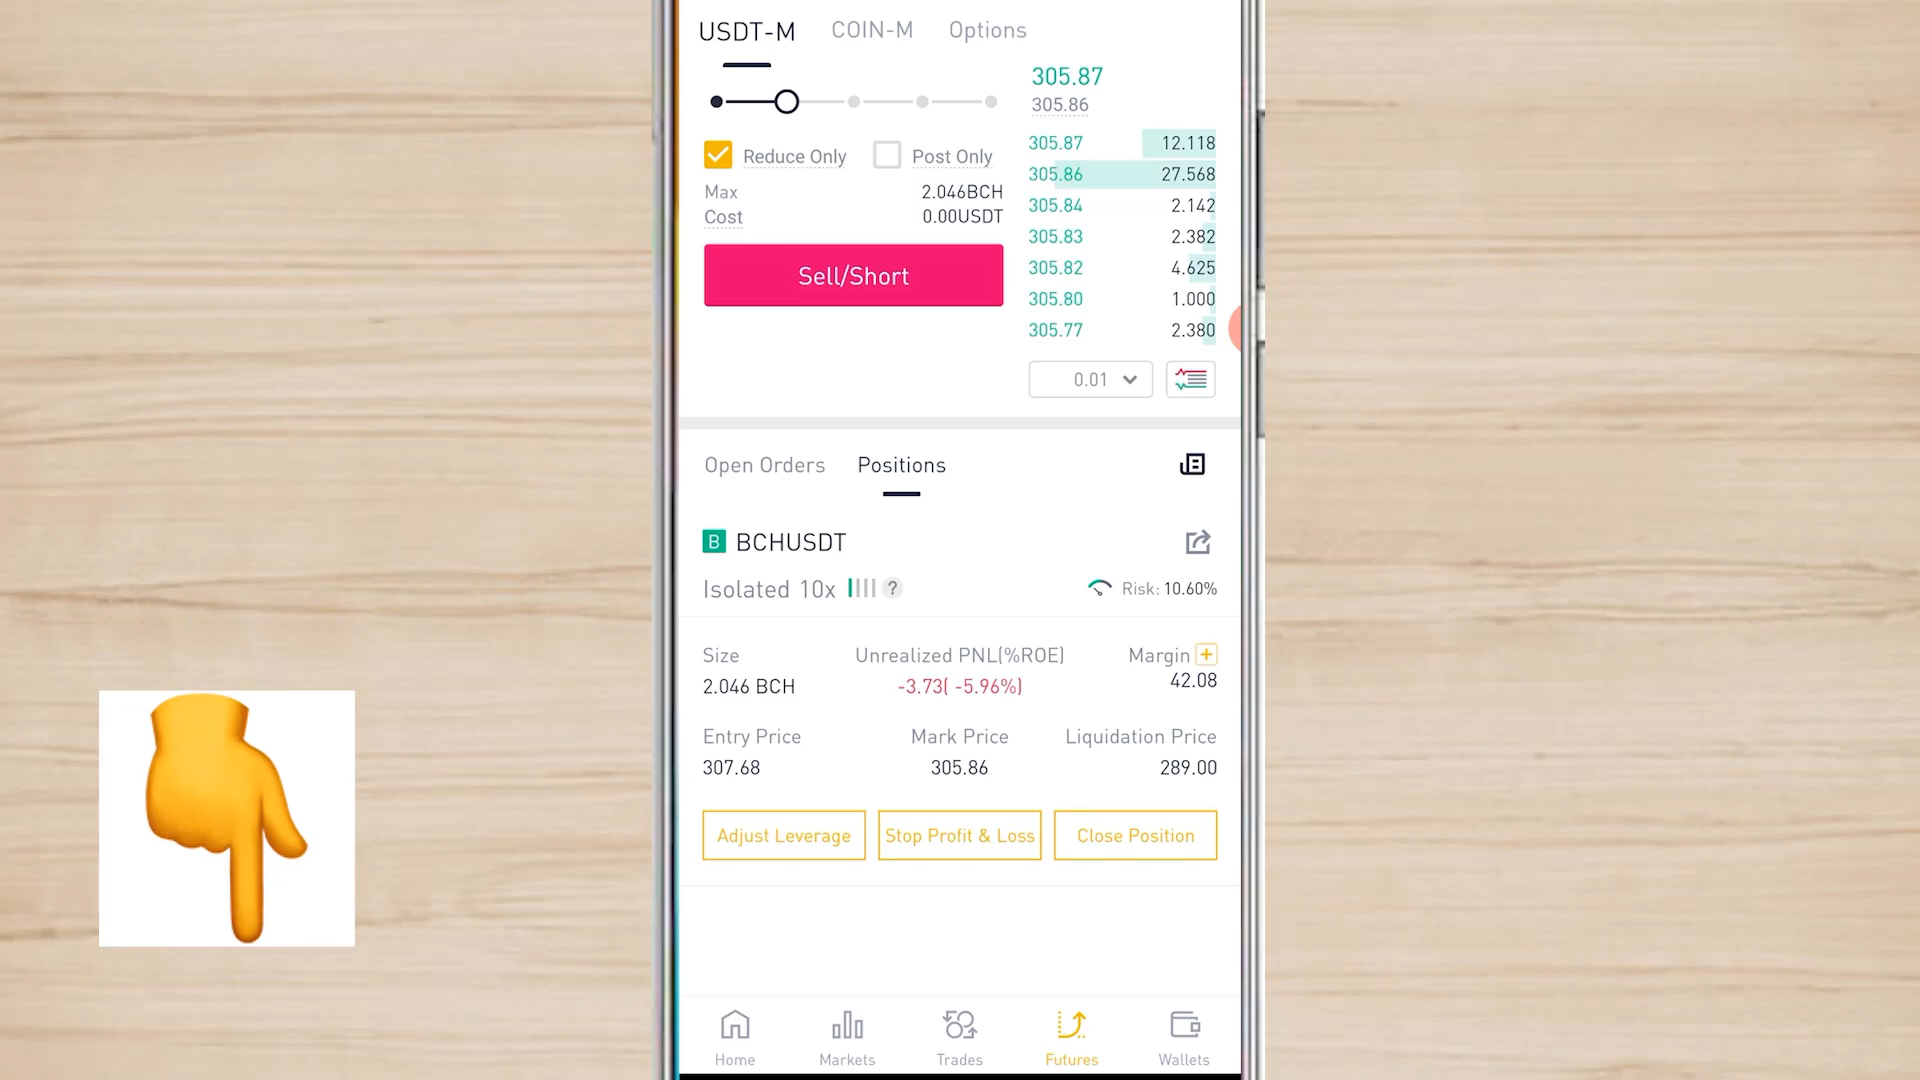 USDT-M COIN-M Options
305.87
305.86
Reduce Only Post Only
Max 2.046BCH
Cost 0.00USDT
Sell/Short
305.87 12.118
305.86 27.568
305.84 2.142
305.83 2.382
305.82 4.625
305.80 1.000
305.77 2.380
0.01
Open Orders Positions
B BCHUSDT
Isolated 10x ? Risk: 10.60%
Size Unrealized PNL(%ROE) Margin +
2.046 BCH -3.73( -5.96%) 42.08
Entry Price Mark Price Liquidation Price
307.68 305.86 289.00
Adjust Leverage Stop Profit & Loss Close Position
Home Markets Trades Futures Wallets